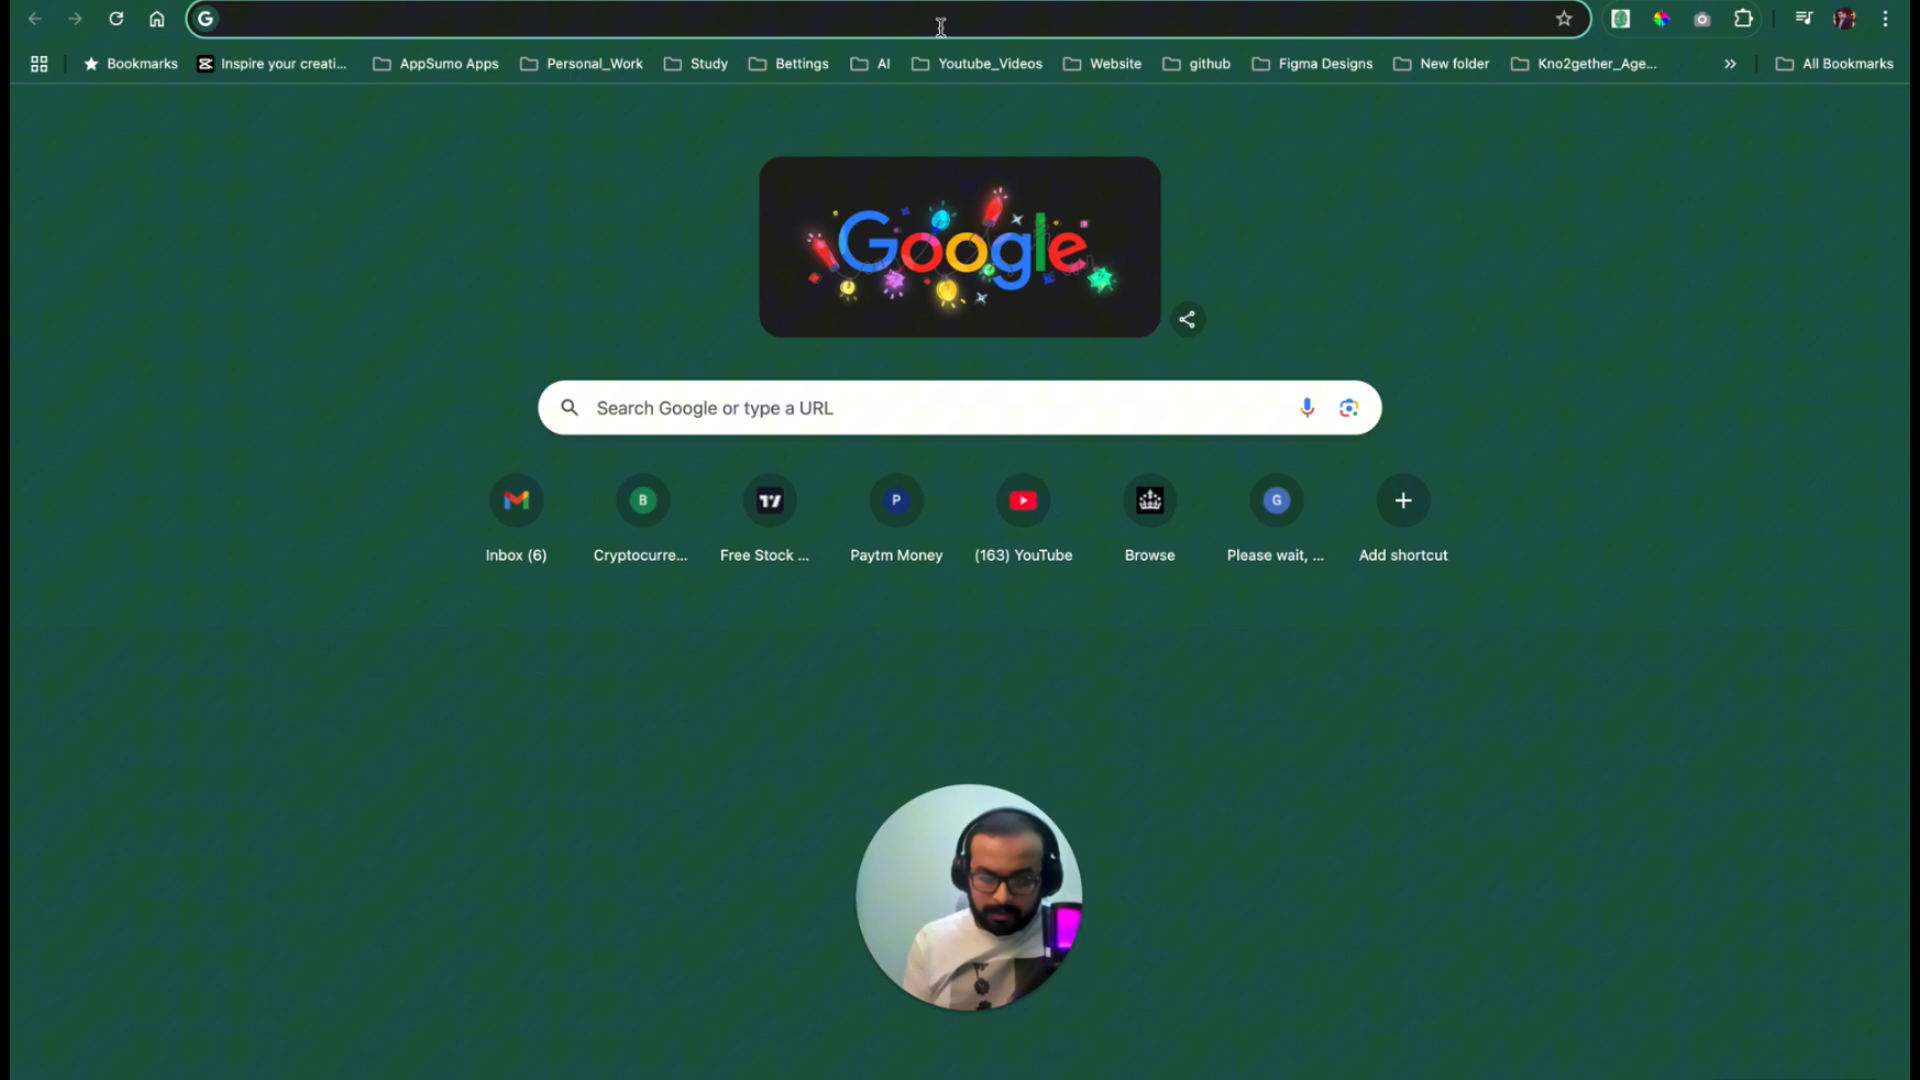 G
Bookmarks Inspire your creati... AppSumo Apps Personal_Work Study Bettings AI Youtube_Videos Website github Figma Designs New folder Kno2gether_Age... » All Bookmarks
Google
Search Google or type a URL
B TV P G
Inbox (6) Cryptocurre... Free Stock ... Paytm Money (163) YouTube Browse Please wait, ... Add shortcut